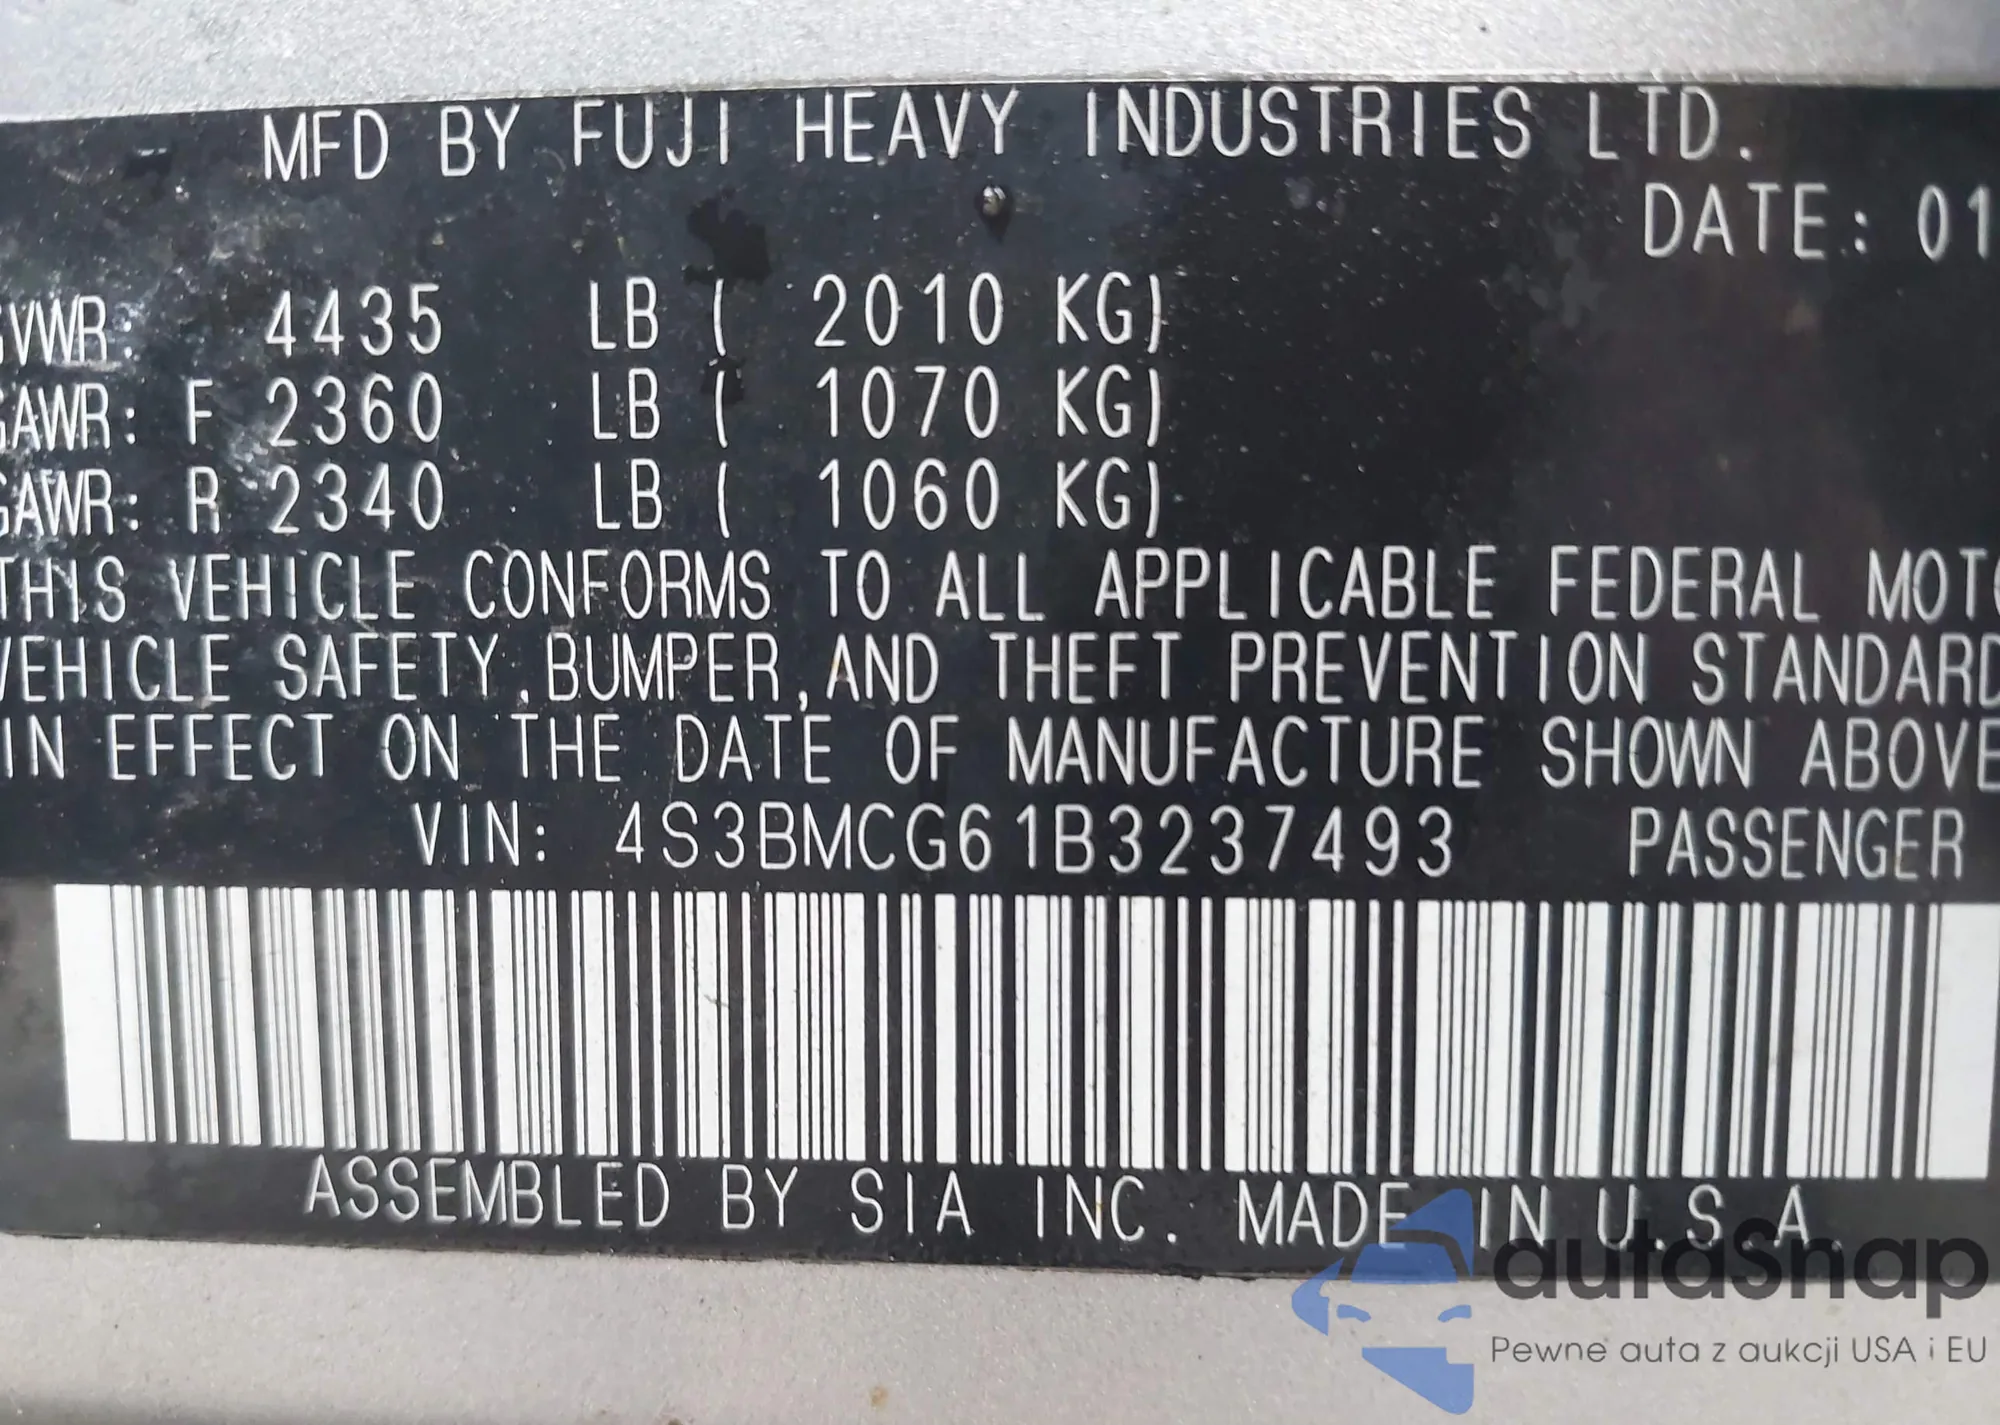 MFD BY FUJI HEAVY INDUSTRIES LTD.
DATE: 01
GVWR: 4435 LB ( 2010 KG)
GAWR: F 2360 LB ( 1070 KG)
GAWR: R 2340 LB ( 1060 KG)
THIS VEHICLE CONFORMS TO ALL APPLICABLE FEDERAL MOTO
VEHICLE SAFETY, BUMPER, AND THEFT PREVENTION STANDARD
IN EFFECT ON THE DATE OF MANUFACTURE SHOWN ABOVE
VIN: 4S3BMCG61B3237493 PASSENGER
ASSEMBLED BY SIA INC. MADE IN U.S.A.
autaSnap
Pewne auta z aukcji USA i EU